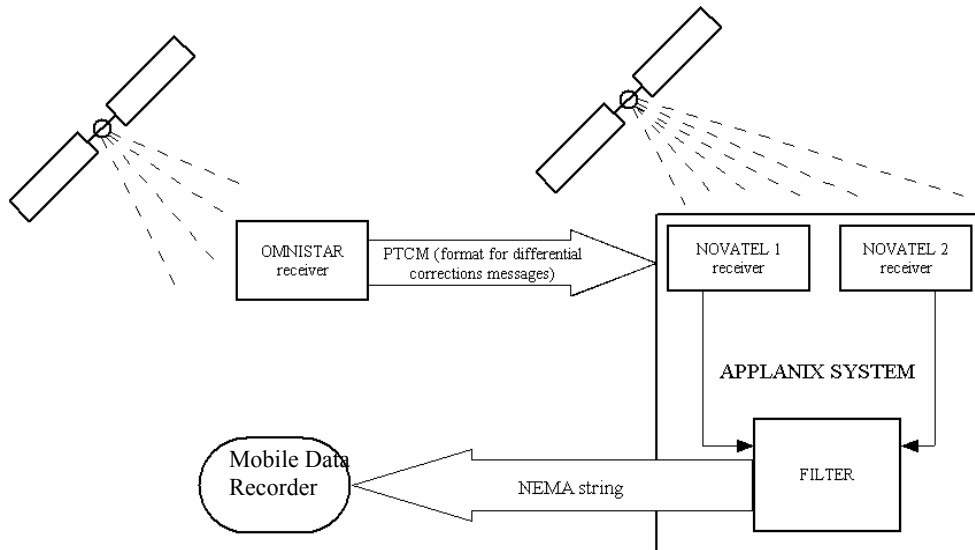 OMNISTAR
receiver
PTCM (format for differential
corrections messages)
NOVATEL 1
receiver
NOVATEL 2
receiver
APPLANIX SYSTEM
Mobile Data
Recorder
NEMA string
FILTER